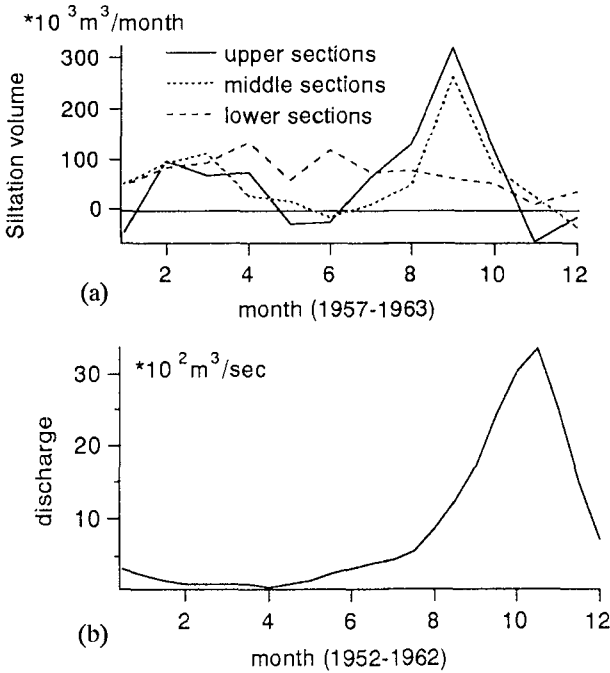 *10 ³m³/month
300
200
100
0
Siltation volume
upper sections
middle sections
lower sections
2 4 6 8 10 12
(a)
month (1957-1963)
30
20
10
discharge
*10 ²m³/sec
2 4 6 8 10 12
(b)
month (1952-1962)